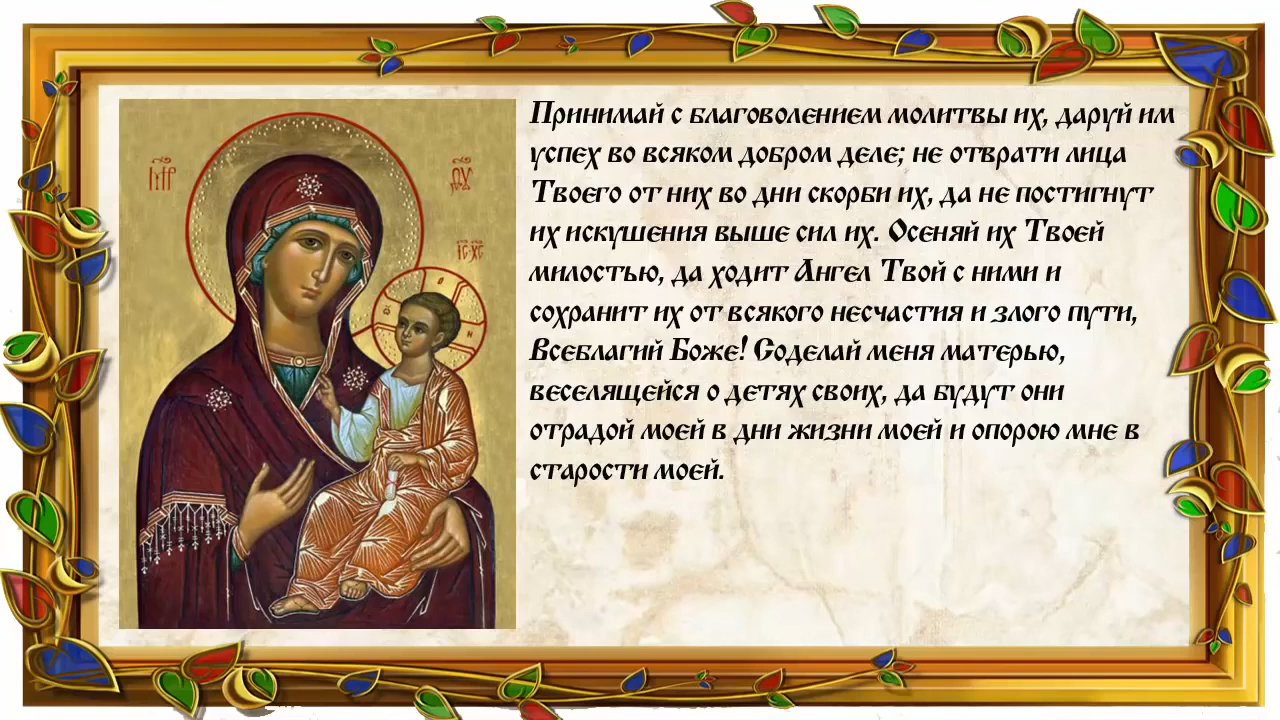 Принимай с благоволением молитвы их, даруй им
успех во всяком добром деле; не отврати лица
Твоего от них во дни скорби их, да не постигнут
их искушения выше сил их. Осеняй их Твоей
милостью, да ходит Ангел Твой с ними и
сохранит их от всякого несчастия и злого пути,
Всеблагий Боже! Соделай меня матерью,
веселящейся о детях своих, да будут они
отрадой моей в дни жизни моей и опорою мне в
старости моей.